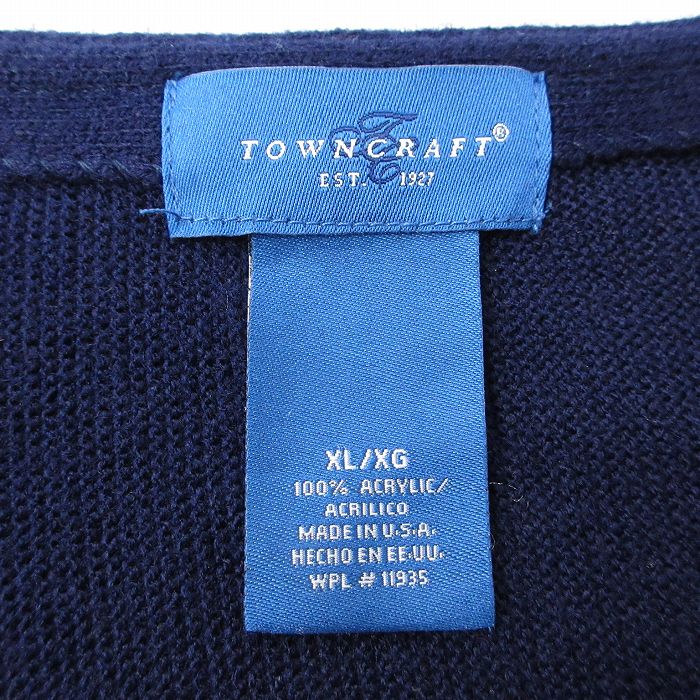 TOWNCRAFT®
EST. 1927
XL/XG
100% ACRYLIC/
ACRILICO
MADE IN U.S.A.
HECHO EN EE.UU.
WPL # 11935